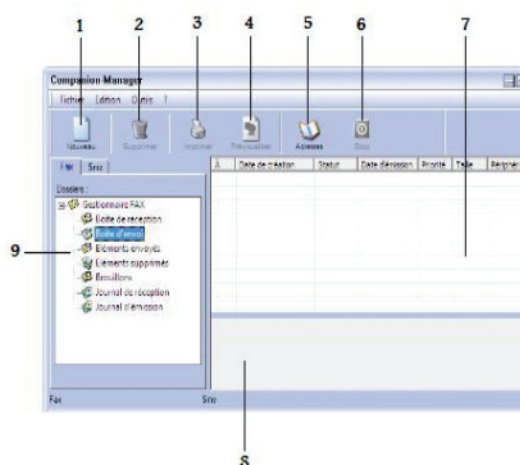 1 2 3 4 5 6 7
Companion-Manager
Fichier Edition Outils ?
Nouveau Supprimer Imprimer Prévisualiser Adresses Stop
Fax Sms
À Date de création Statut Date d'émission Priorité Taille Périphéri
Dossiers :
Gestionnaire FAX
Boîte de réception
Boîte d'envoi
Eléments envoyés
9
Eléments supprimés
Brouillons
Journal de réception
Journal d'émission
Fax Sms
8